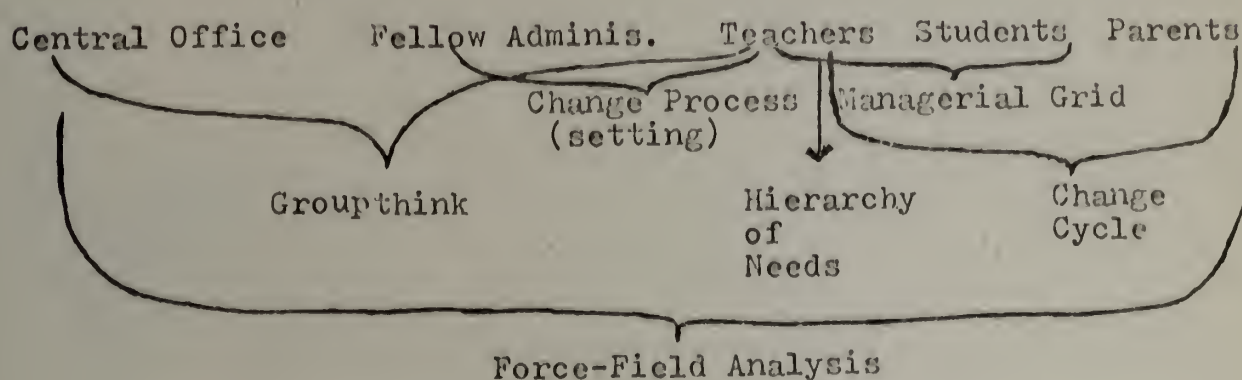 Central Office Fellow Adminis. Teachers Students Parents
Change Process Managerial Grid
(setting)
Groupthink Hierarchy Change
of Cycle
Needs
Force-Field Analysis